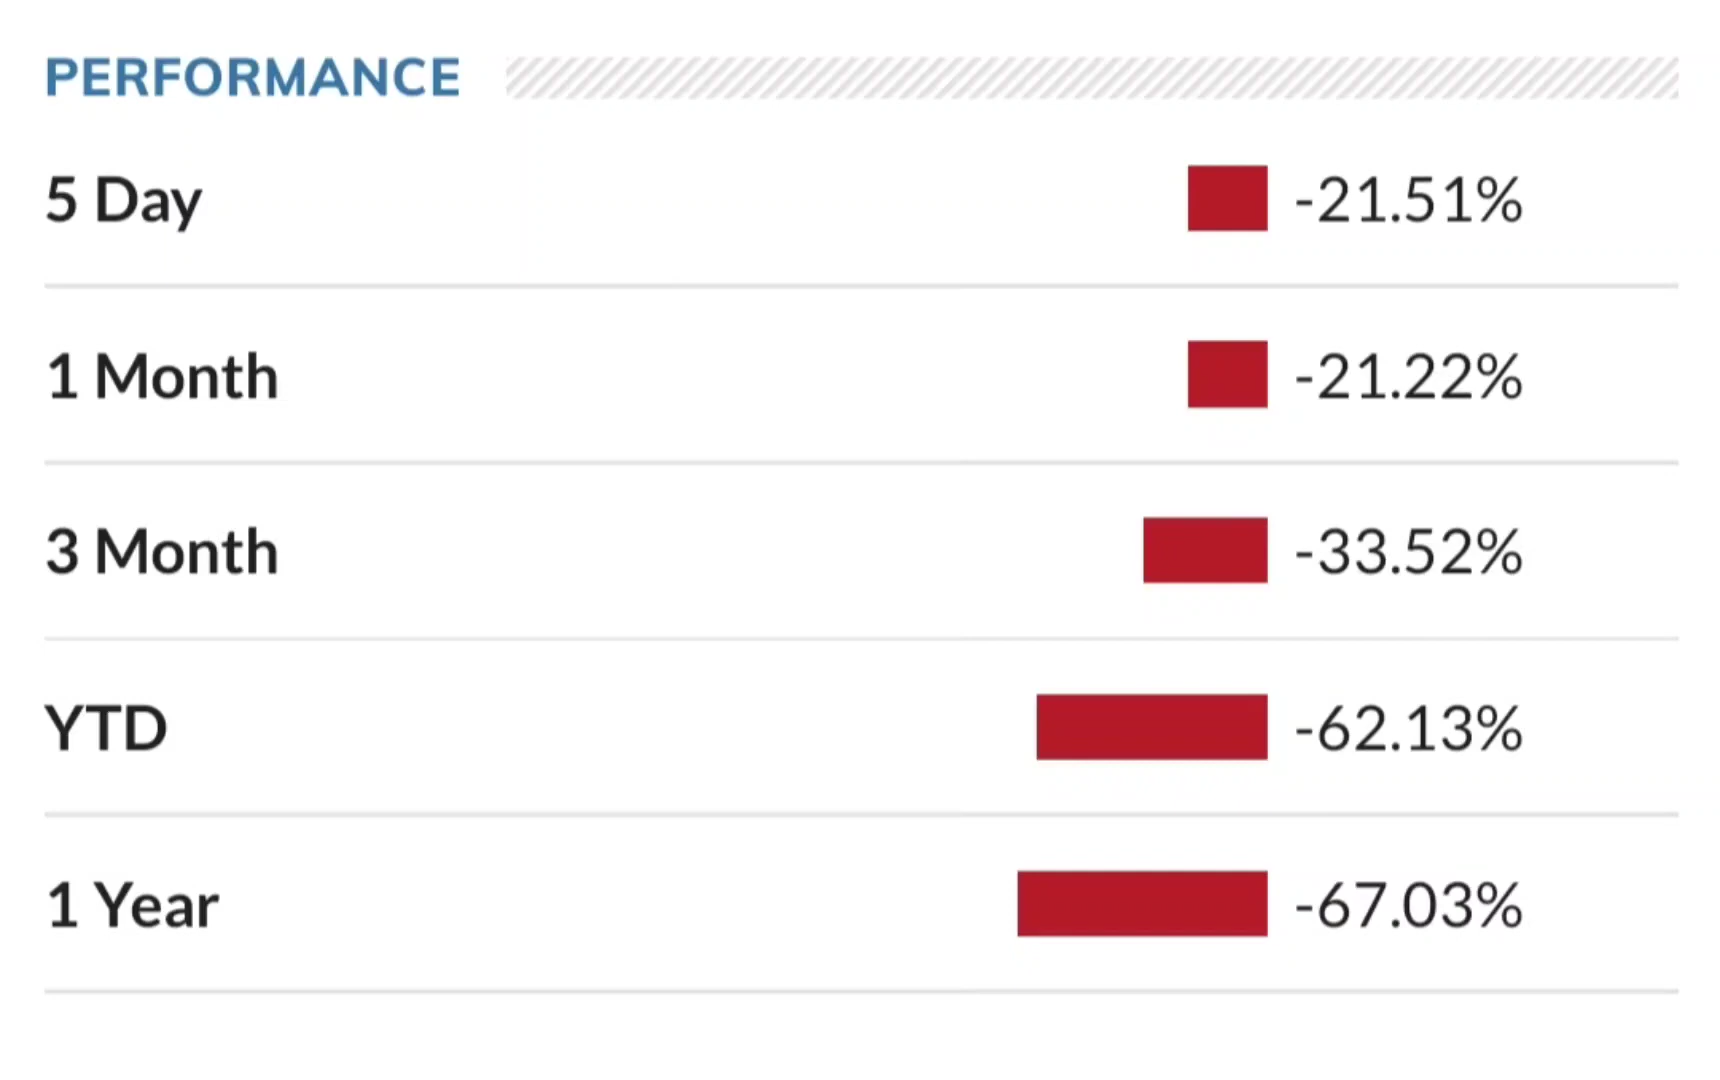 PERFORMANCE
5 Day -21.51%
1 Month -21.22%
3 Month -33.52%
YTD -62.13%
1 Year -67.03%